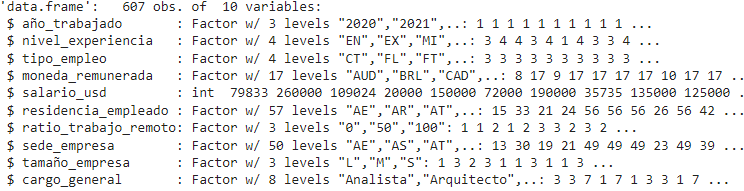 'data.frame':	607 obs. of  10 variables:
 $ año_trabajado       : Factor w/ 3 levels "2020","2021",..: 1 1 1 1 1 1 1 1 1 1 ...
 $ nivel_experiencia   : Factor w/ 4 levels "EN","EX","MI",..: 3 4 4 3 4 1 4 3 3 4 ...
 $ tipo_empleo         : Factor w/ 4 levels "CT","FL","FT",..: 3 3 3 3 3 3 3 3 3 3 ...
 $ moneda_remunerada   : Factor w/ 17 levels "AUD","BRL","CAD",..: 8 17 9 17 17 17 17 10 17 17 ..
 $ salario_usd         : int  79833 260000 109024 20000 150000 72000 190000 35735 135000 125000 .
 $ residencia_empleado : Factor w/ 57 levels "AE","AR","AT",..: 15 33 21 24 56 56 56 26 56 42 ...
 $ ratio_trabajo_remoto: Factor w/ 3 levels "0","50","100": 1 1 2 1 2 3 3 2 3 2 ...
 $ sede_empresa        : Factor w/ 50 levels "AE","AS","AT",..: 13 30 19 21 49 49 49 23 49 39 ...
 $ tamaño_empresa      : Factor w/ 3 levels "L","M","S": 1 3 2 3 1 1 3 1 1 3 ...
 $ cargo_general       : Factor w/ 8 levels "Analista","Arquitecto",..: 3 3 7 1 7 1 3 3 1 7 ...